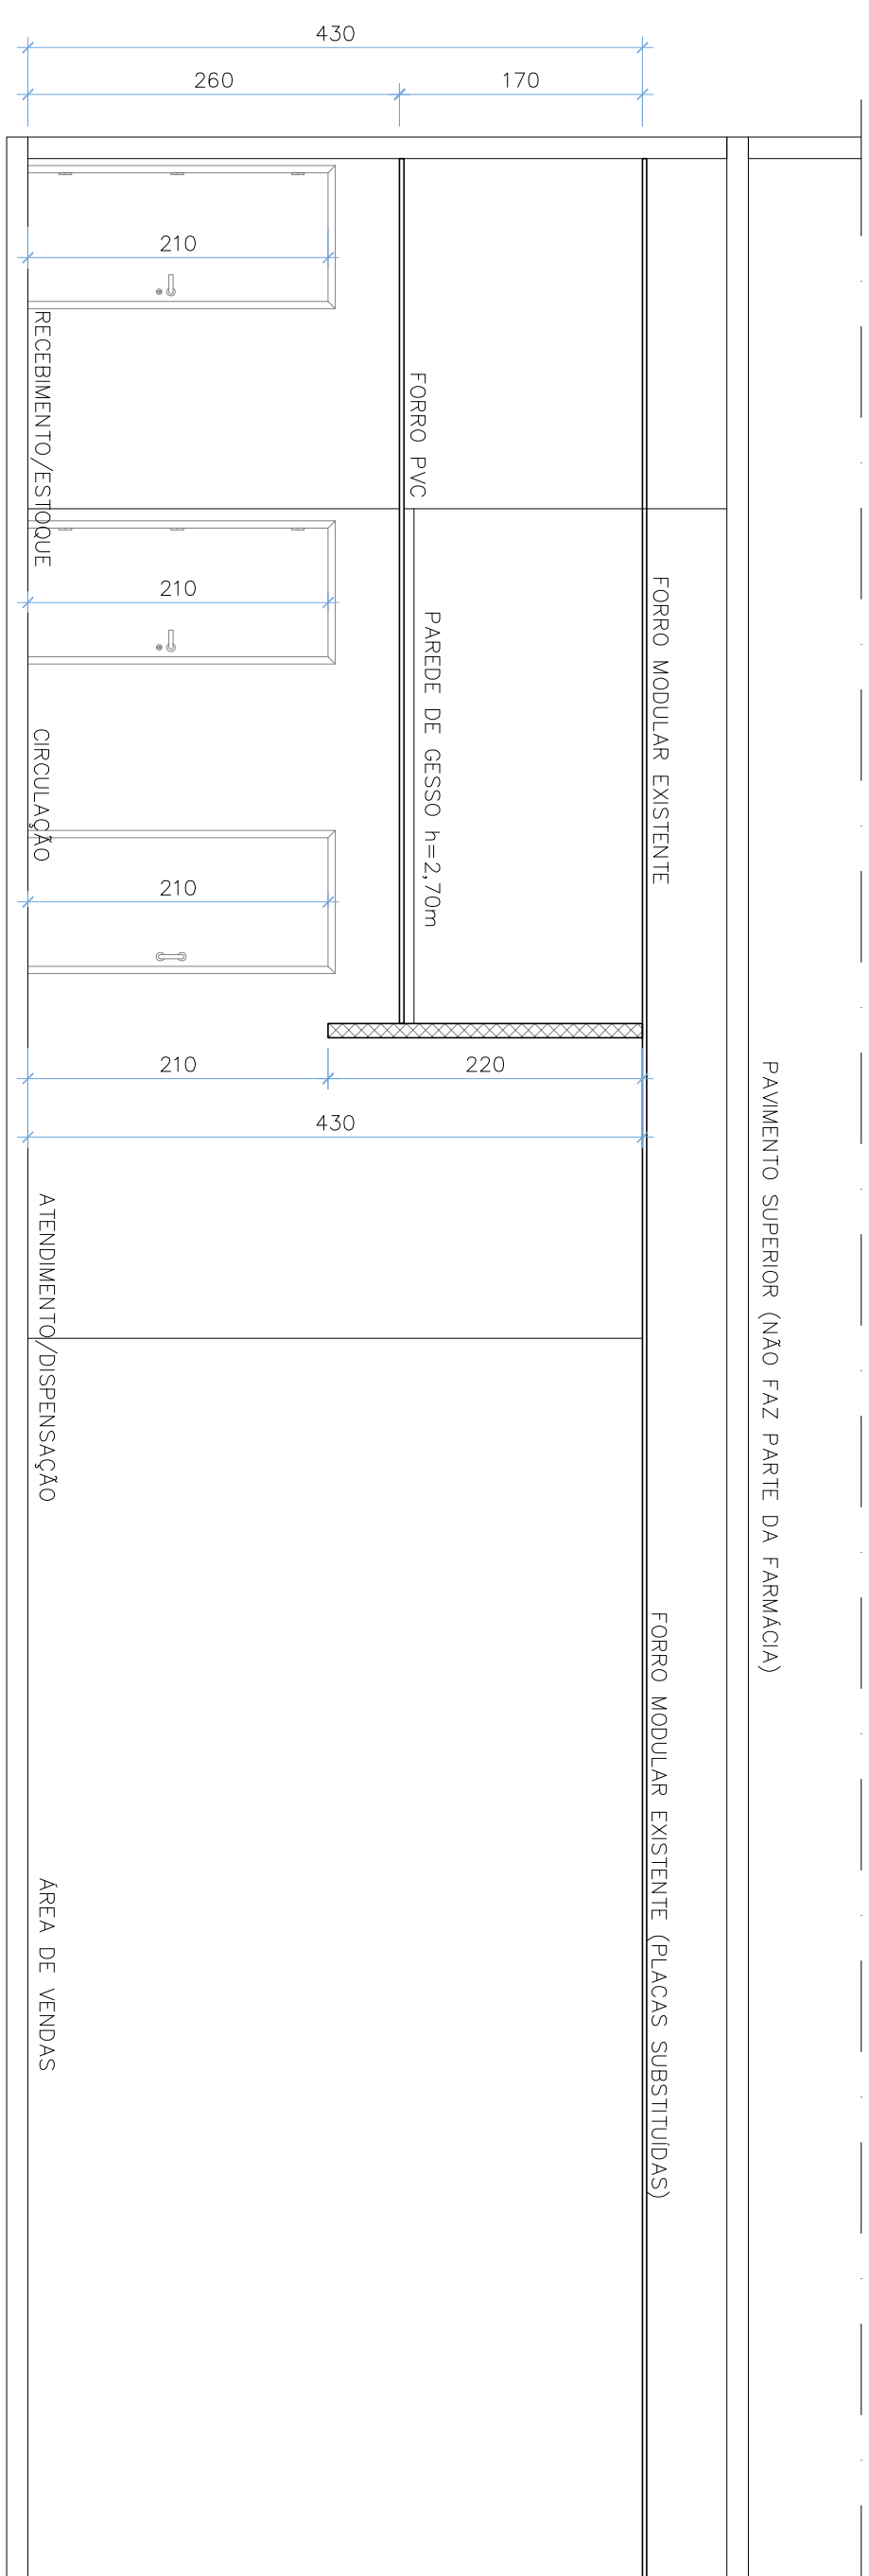 430
260
170
210
RECEBIMENTO/ESTOQUE
FORRO PVC
210
FORRO MODULAR EXISTENTE
PAREDE DE GESSO h=2,70m
CIRCULAÇÃO
210
210
220
430
PAVIMENTO SUPERIOR (NÃO FAZ PARTE DA FARMÁCIA)
ATENDIMENTO/DISPENSAÇÃO
FORRO MODULAR EXISTENTE (PLACAS SUBSTITUÍDAS)
ÁREA DE VENDAS